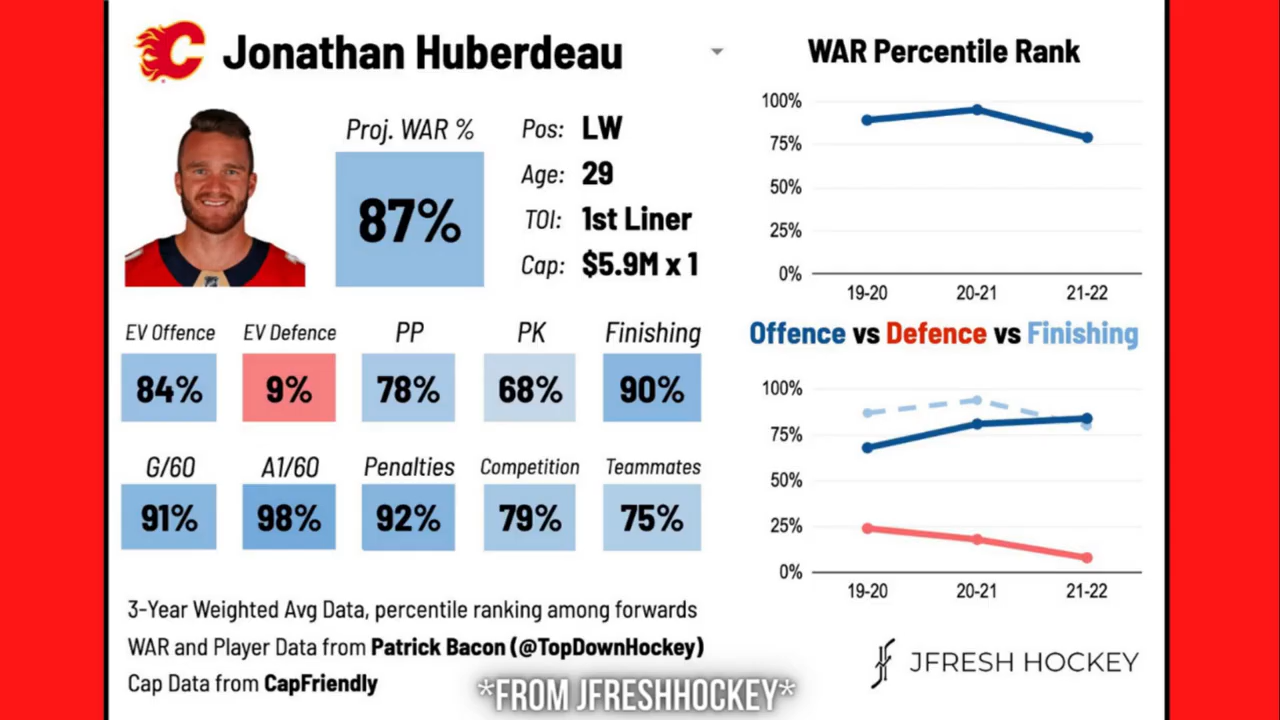 Jonathan Huberdeau
Proj. WAR %
87%
Pos: LW
Age: 29
TOI: 1st Liner
Cap: $5.9M x 1
EV Offence EV Defence PP PK Finishing
84% 9% 78% 68% 90%
G/60 A1/60 Penalties Competition Teammates
91% 98% 92% 79% 75%
3-Year Weighted Avg Data, percentile ranking among forwards
WAR and Player Data from Patrick Bacon (@TopDownHockey)
Cap Data from CapFriendly
WAR Percentile Rank
100%
75%
50%
25%
0%
19-20 20-21 21-22
Offence vs Defence vs Finishing
100%
75%
50%
25%
0%
19-20 20-21 21-22
JFRESH HOCKEY
*FROM JFRESHHOCKEY*